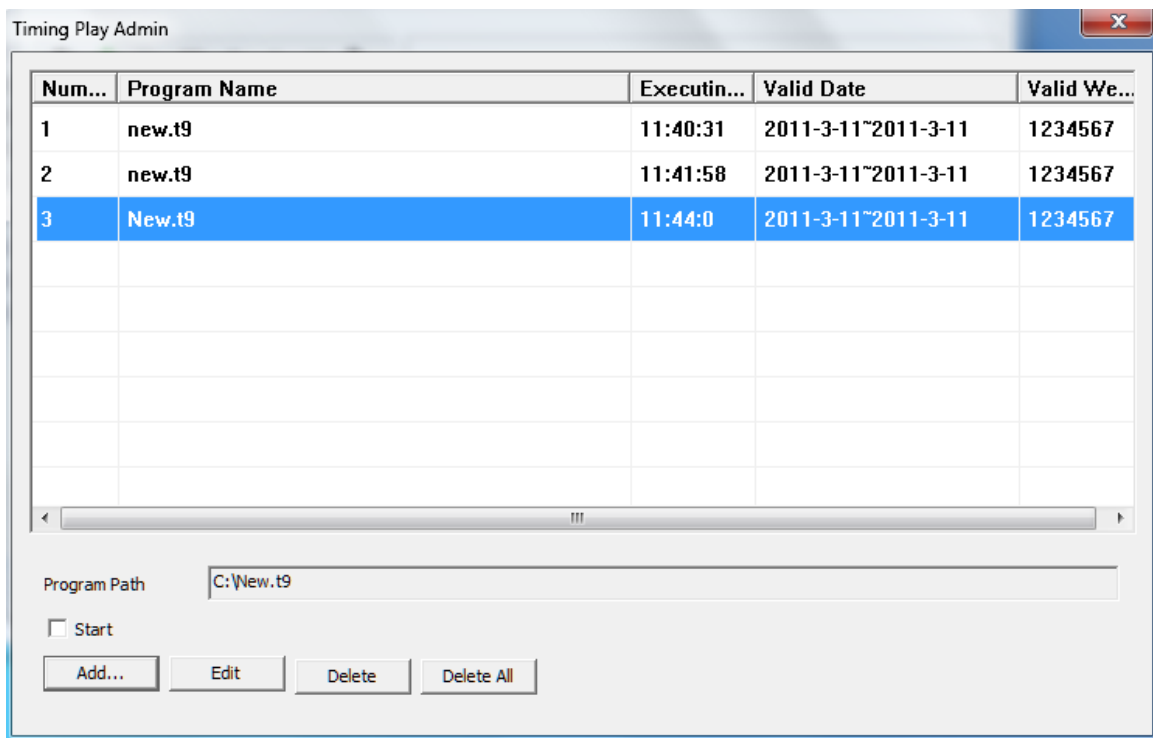 Timing Play Admin
Num... Program Name Executin... Valid Date Valid We...
1 new.t9 11:40:31 2011-3-11~2011-3-11 1234567
2 new.t9 11:41:58 2011-3-11~2011-3-11 1234567
3 New.t9 11:44:0 2011-3-11~2011-3-11 1234567
Program Path C:\New.t9
Start
Add... Edit Delete Delete All